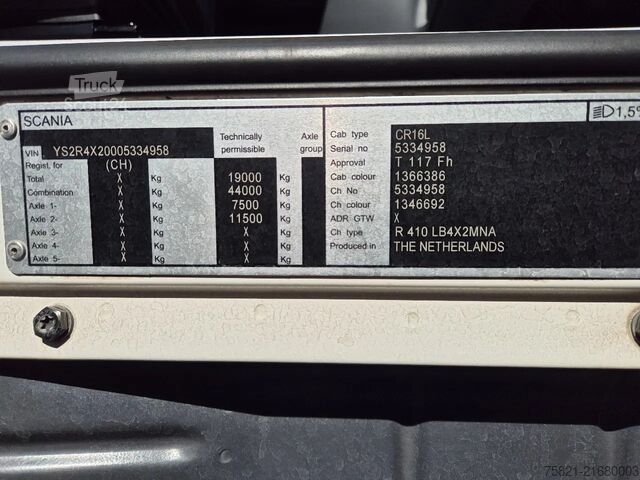 Truck
SCANIA
1,5%
VIN YS2R4X20005334958
Regist. for (CH) Technically permissible Axle group
Total X Kg 19000 Kg
Combination X Kg 44000 Kg
Axle 1- X Kg 7500 Kg
Axle 2- X Kg 11500 Kg
Axle 3- X Kg X Kg
Axle 4- X Kg X Kg
Axle 5- X Kg X Kg
Cab type CR16L
Serial no 5334958
Approval T 117 Fh
Cab colour 1366386
Ch No 5334958
Ch colour 1346692
ADR GTW X
Ch type R 410 LB4X2MNA
Produced in THE NETHERLANDS
75821-21680003